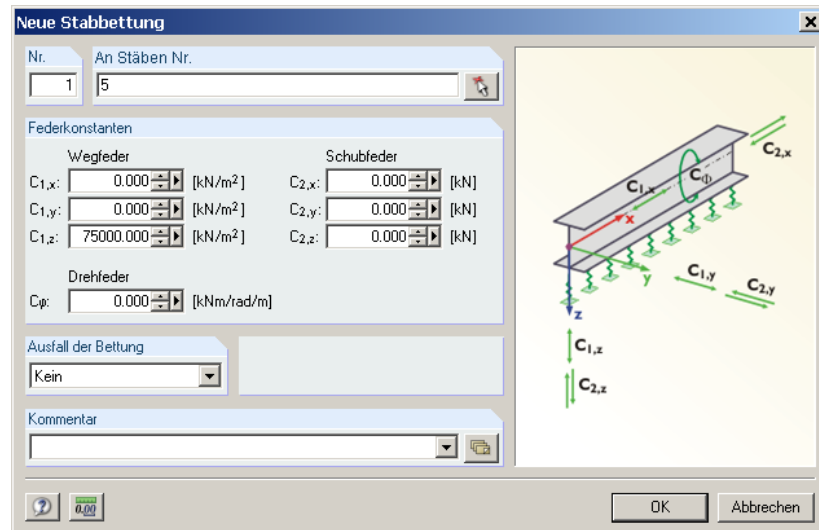 Neue Stabbettung
Nr.
An Stäben Nr.
1
5
Federkonstanten
Wegfeder
Schubfeder
C1,x: 0.000 [kN/m²]
C2,x: 0.000 [kN]
C1,y: 0.000 [kN/m²]
C2,y: 0.000 [kN]
C1,z: 75000.000 [kN/m²]
C2,z: 0.000 [kN]
Drehfeder
Cφ: 0.000 [kNm/rad/m]
Ausfall der Bettung
Kein
Kommentar
C2,x
CΦ
C1,x
x
y
C1,y
C2,y
z
C1,z
C2,z
0.00
OK
Abbrechen